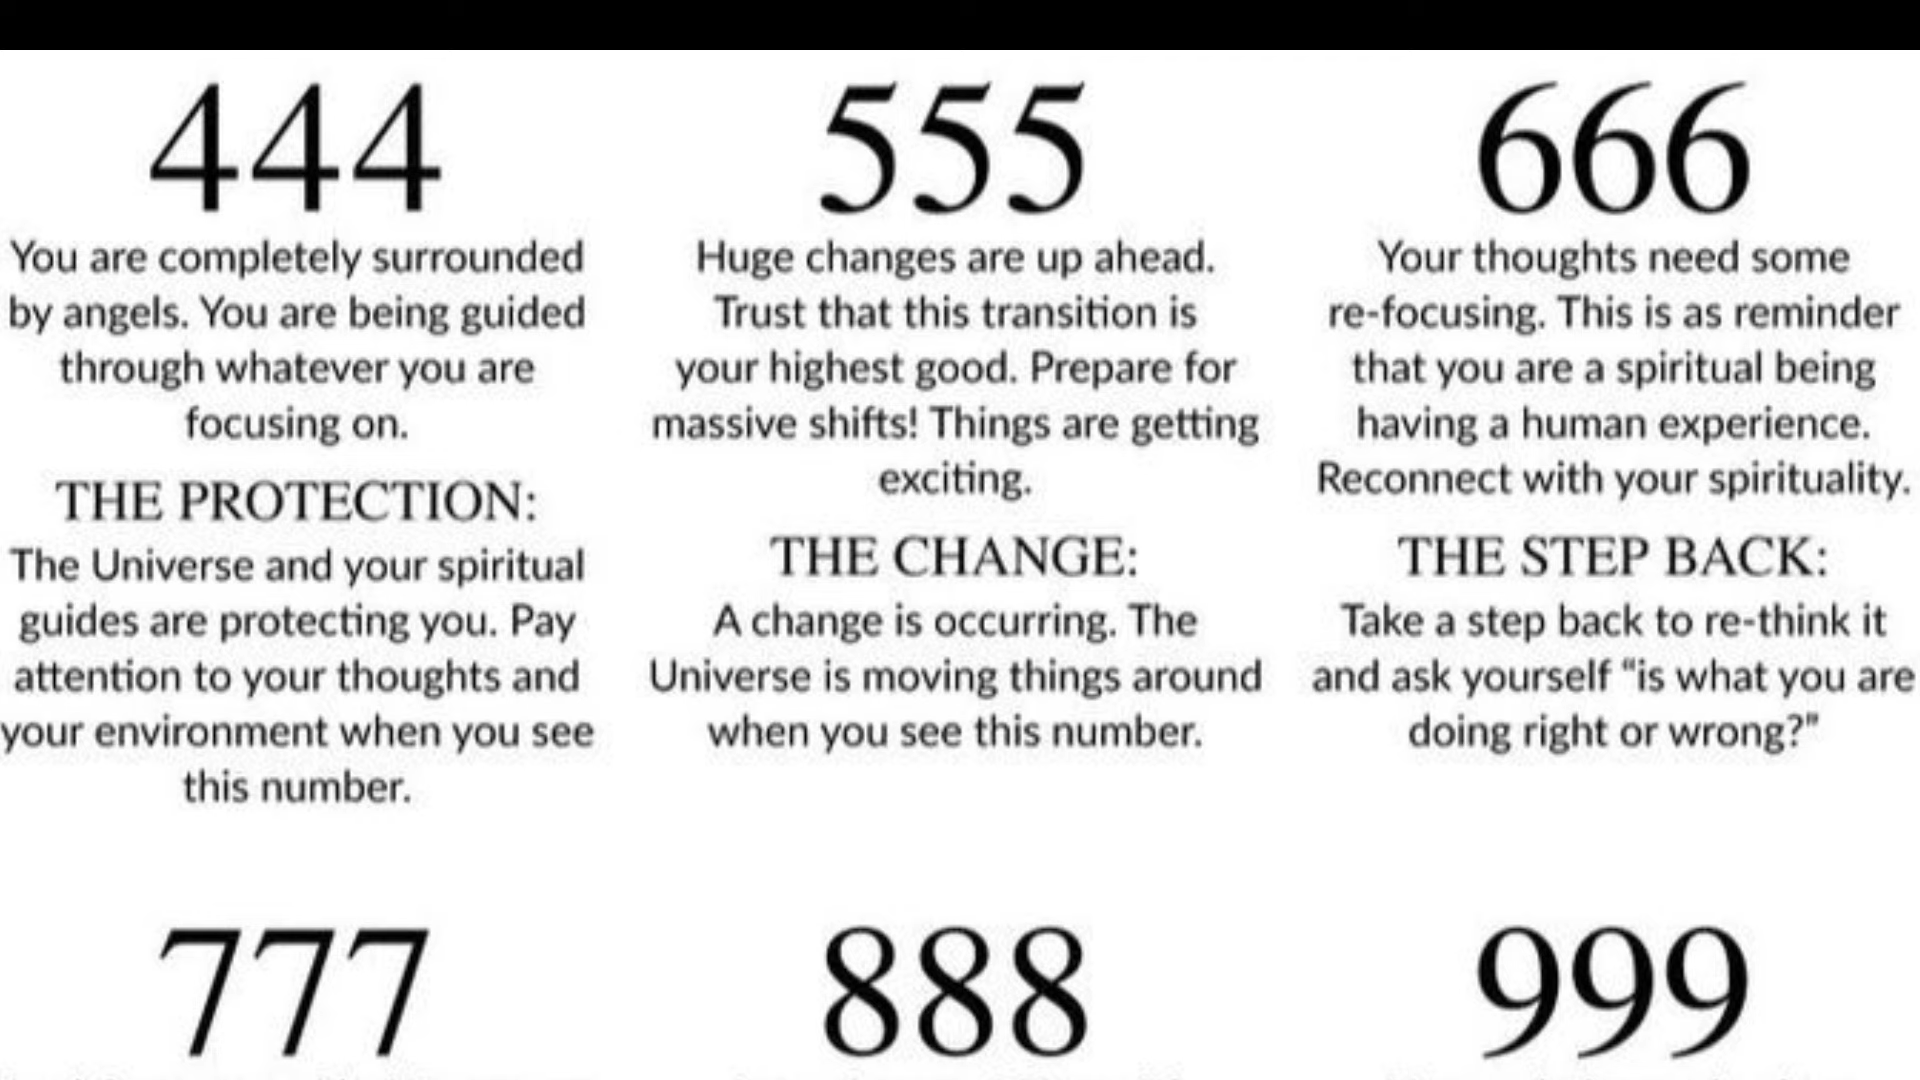 444
You are completely surrounded
by angels. You are being guided
through whatever you are
focusing on.
THE PROTECTION:
The Universe and your spiritual
guides are protecting you. Pay
attention to your thoughts and
your environment when you see
this number.
555
Huge changes are up ahead.
Trust that this transition is
your highest good. Prepare for
massive shifts! Things are getting
exciting.
THE CHANGE:
A change is occurring. The
Universe is moving things around
when you see this number.
666
Your thoughts need some
re-focusing. This is as reminder
that you are a spiritual being
having a human experience.
Reconnect with your spirituality.
THE STEP BACK:
Take a step back to re-think it
and ask yourself “is what you are
doing right or wrong?”
777
888
999